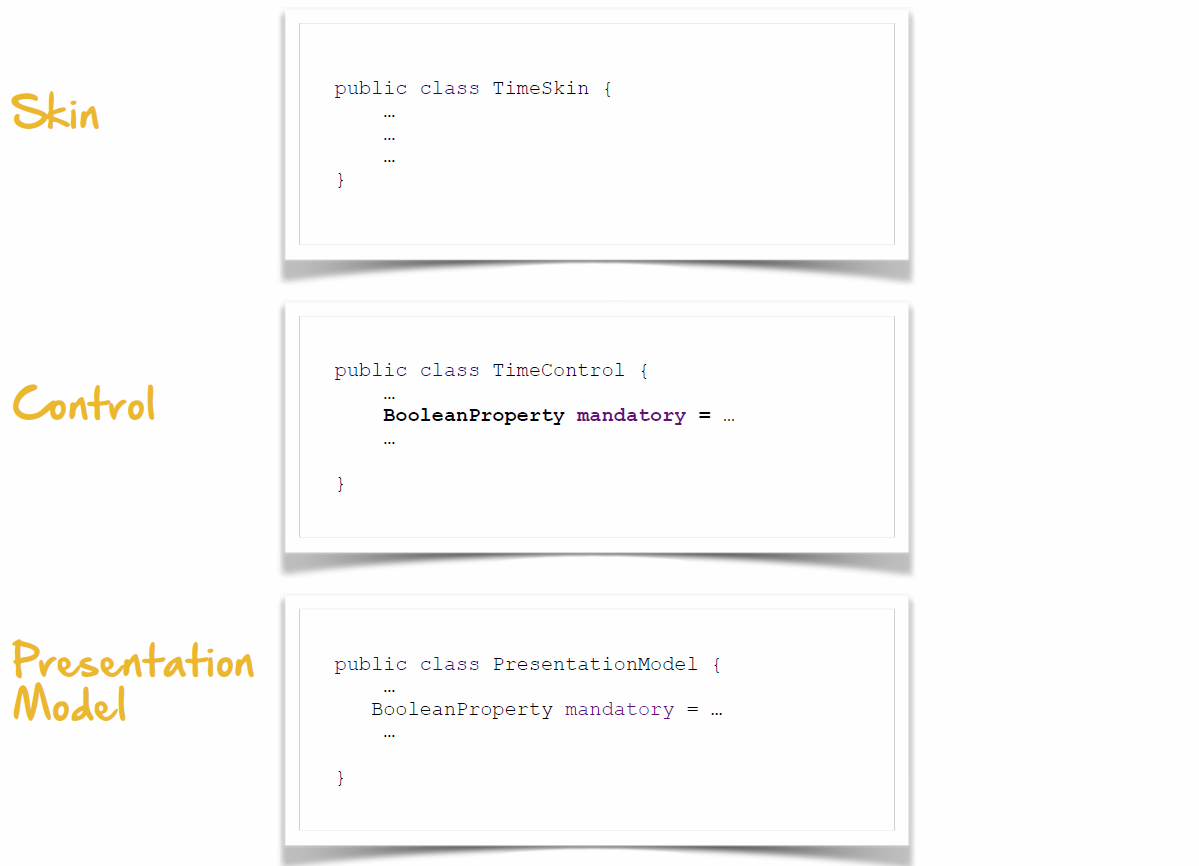 Skin
public class TimeSkin {
…
…
…
}
Control
public class TimeControl {
…
BooleanProperty mandatory = …
…
}
Presentation
Model
public class PresentationModel {
…
BooleanProperty mandatory = …
…
}